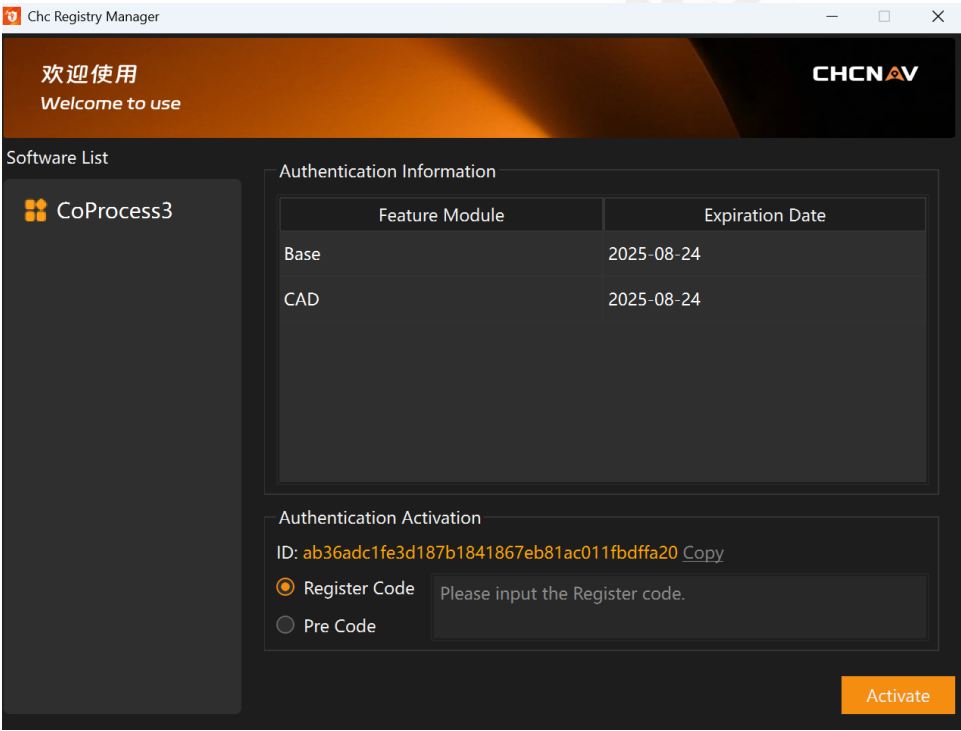 Chc Registry Manager
欢迎使用
Welcome to use
CHCNAV
Software List
CoProcess3
Authentication Information
Feature Module Expiration Date
Base 2025-08-24
CAD 2025-08-24
Authentication Activation
ID: ab36adc1fe3d187b1841867eb81ac011fbdffa20 Copy
Register Code
Please input the Register code.
Pre Code
Activate